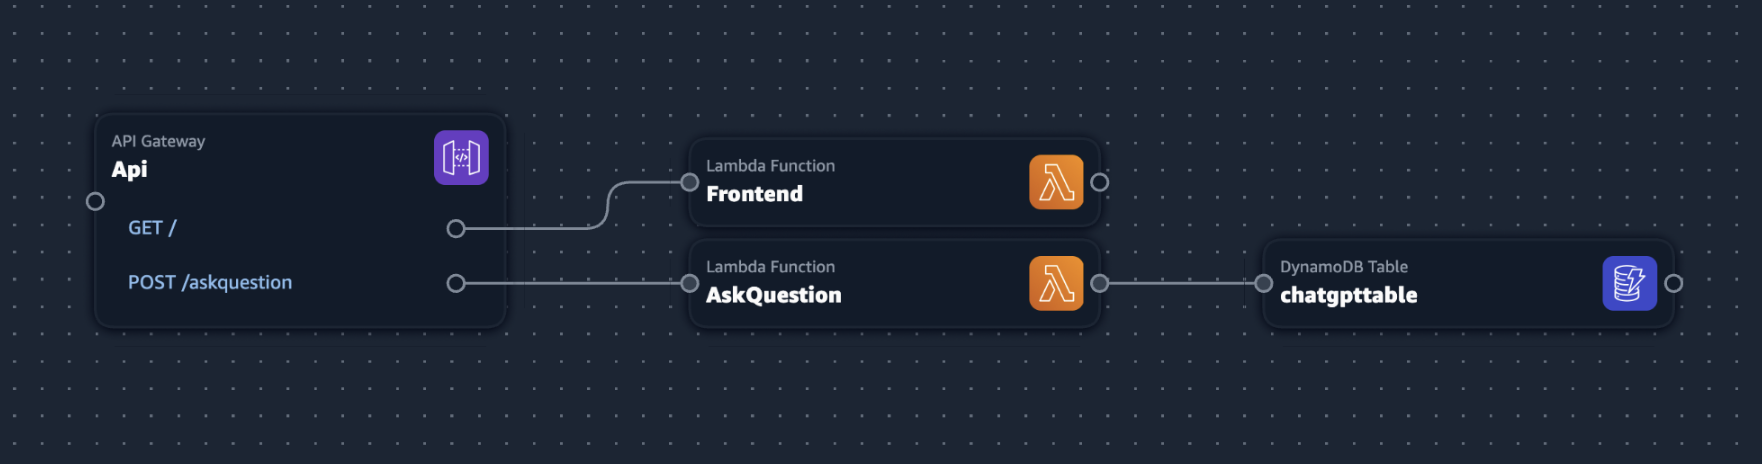 API Gateway
Api
GET /
POST /askquestion
Lambda Function
Frontend
Lambda Function
AskQuestion
DynamoDB Table
chatgpttable